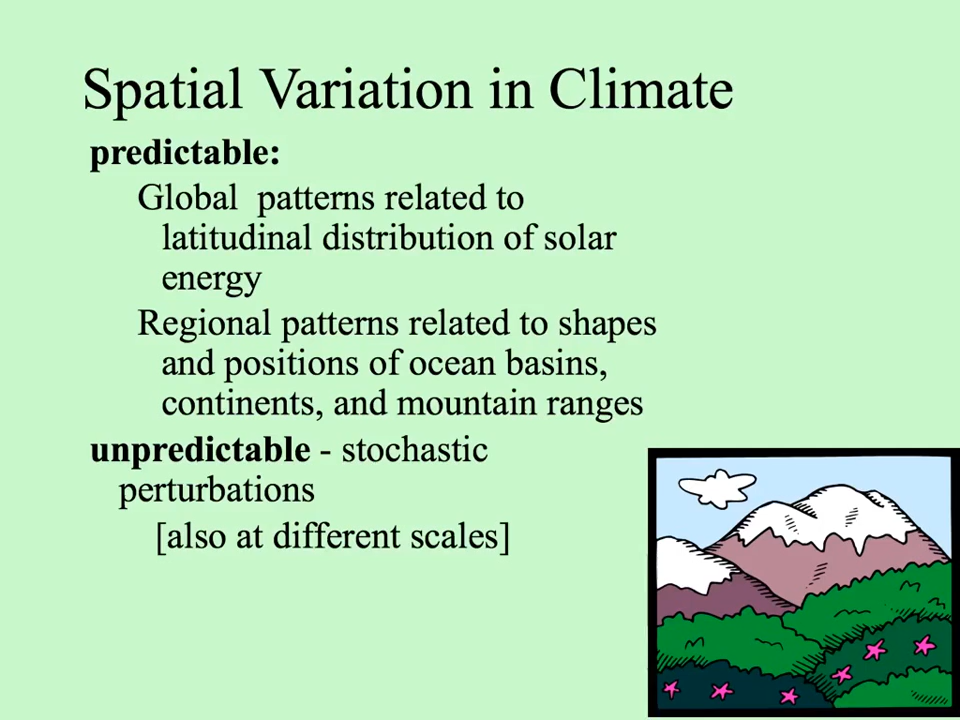 Spatial Variation in Climate
predictable:
Global patterns related to
latitudinal distribution of solar
energy
Regional patterns related to shapes
and positions of ocean basins,
continents, and mountain ranges
unpredictable - stochastic
perturbations
[also at different scales]